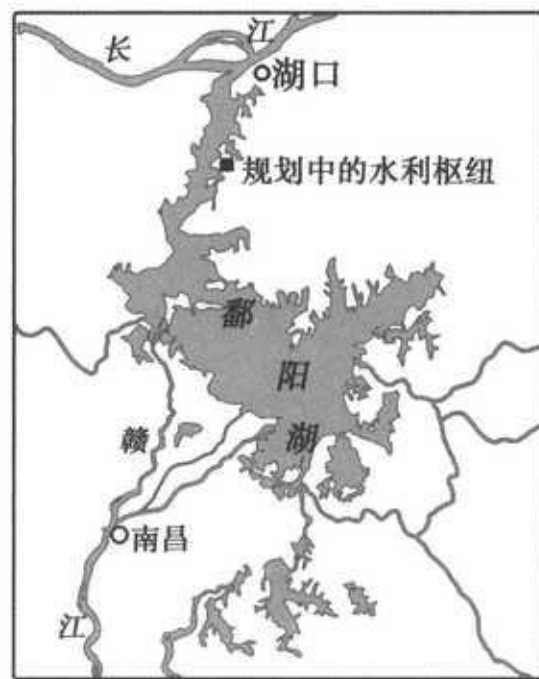 长江
湖口
规划中的水利枢纽
鄱阳湖
赣江
南昌